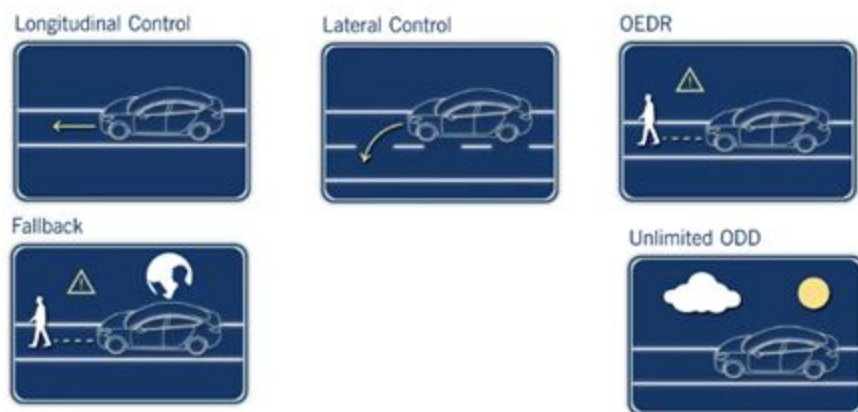 Longitudinal Control
Lateral Control
OEDR
Fallback
Unlimited ODD